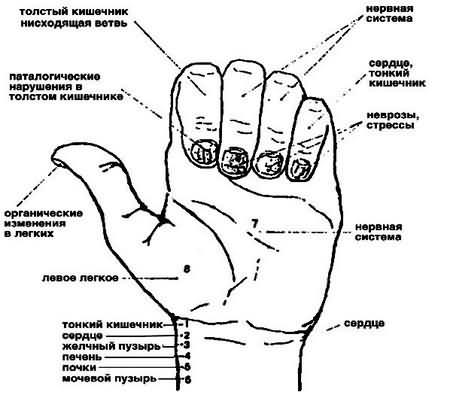 толстый кишечник
нисходящая ветвь
нервная
система
паталогические
нарушения в
толстом кишечнике
сердце,
тонкий
кишечник
неврозы,
стрессы
органические
изменения
в легких
7
нервная
система
8
левое легкое
сердце
тонкий кишечник 1
сердце 2
желчный пузырь 3
печень 4
почки 5
мочевой пузырь 6